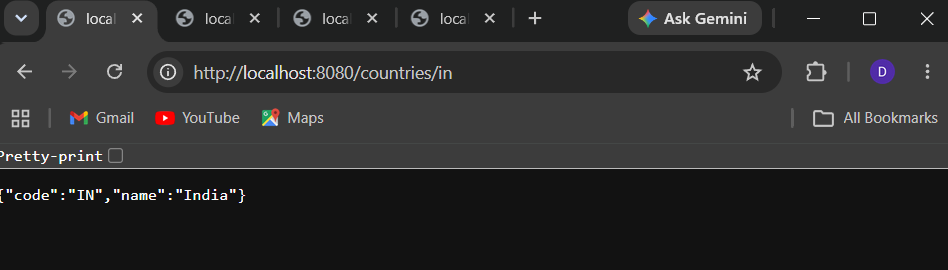 local local local local + Ask Gemini
http://localhost:8080/countries/in D
Gmail YouTube Maps All Bookmarks
Pretty-print
{"code":"IN","name":"India"}